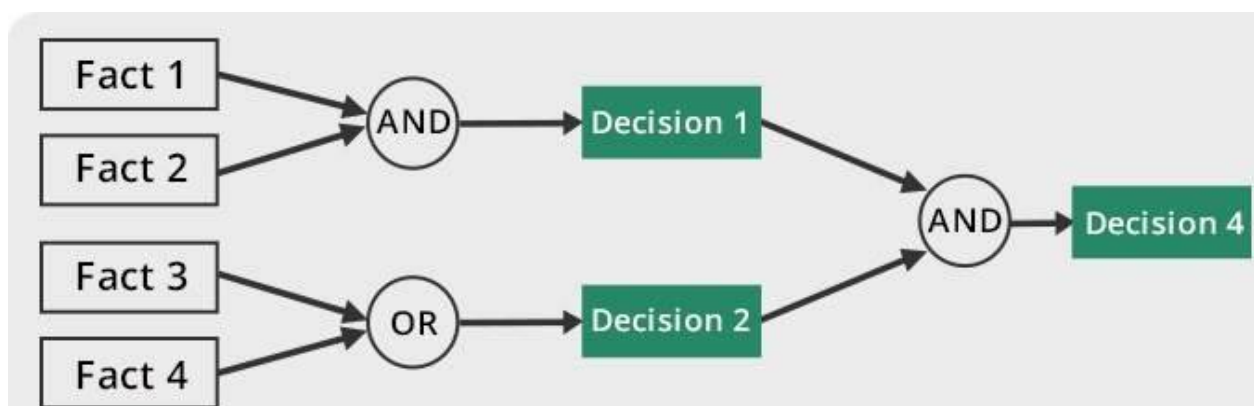 Fact 1
Fact 2
AND
Decision 1
Fact 3
Fact 4
OR
Decision 2
AND
Decision 4